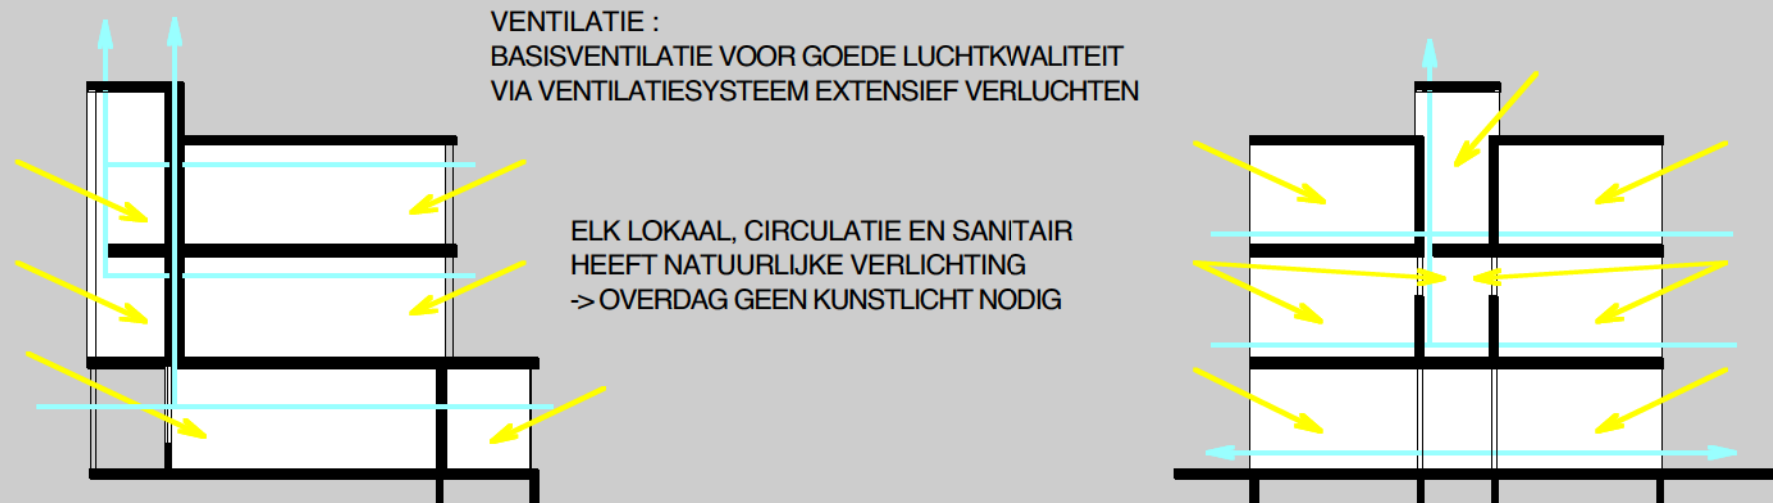 VENTILATIE :
BASISVENTILATIE VOOR GOEDE LUCHTKWALITEIT
VIA VENTILATIESYSTEEM EXTENSIEF VERLUCHTEN
ELK LOKAAL, CIRCULATIE EN SANITAIR
HEEFT NATUURLIJKE VERLICHTING
-> OVERDAG GEEN KUNSTLICHT NODIG